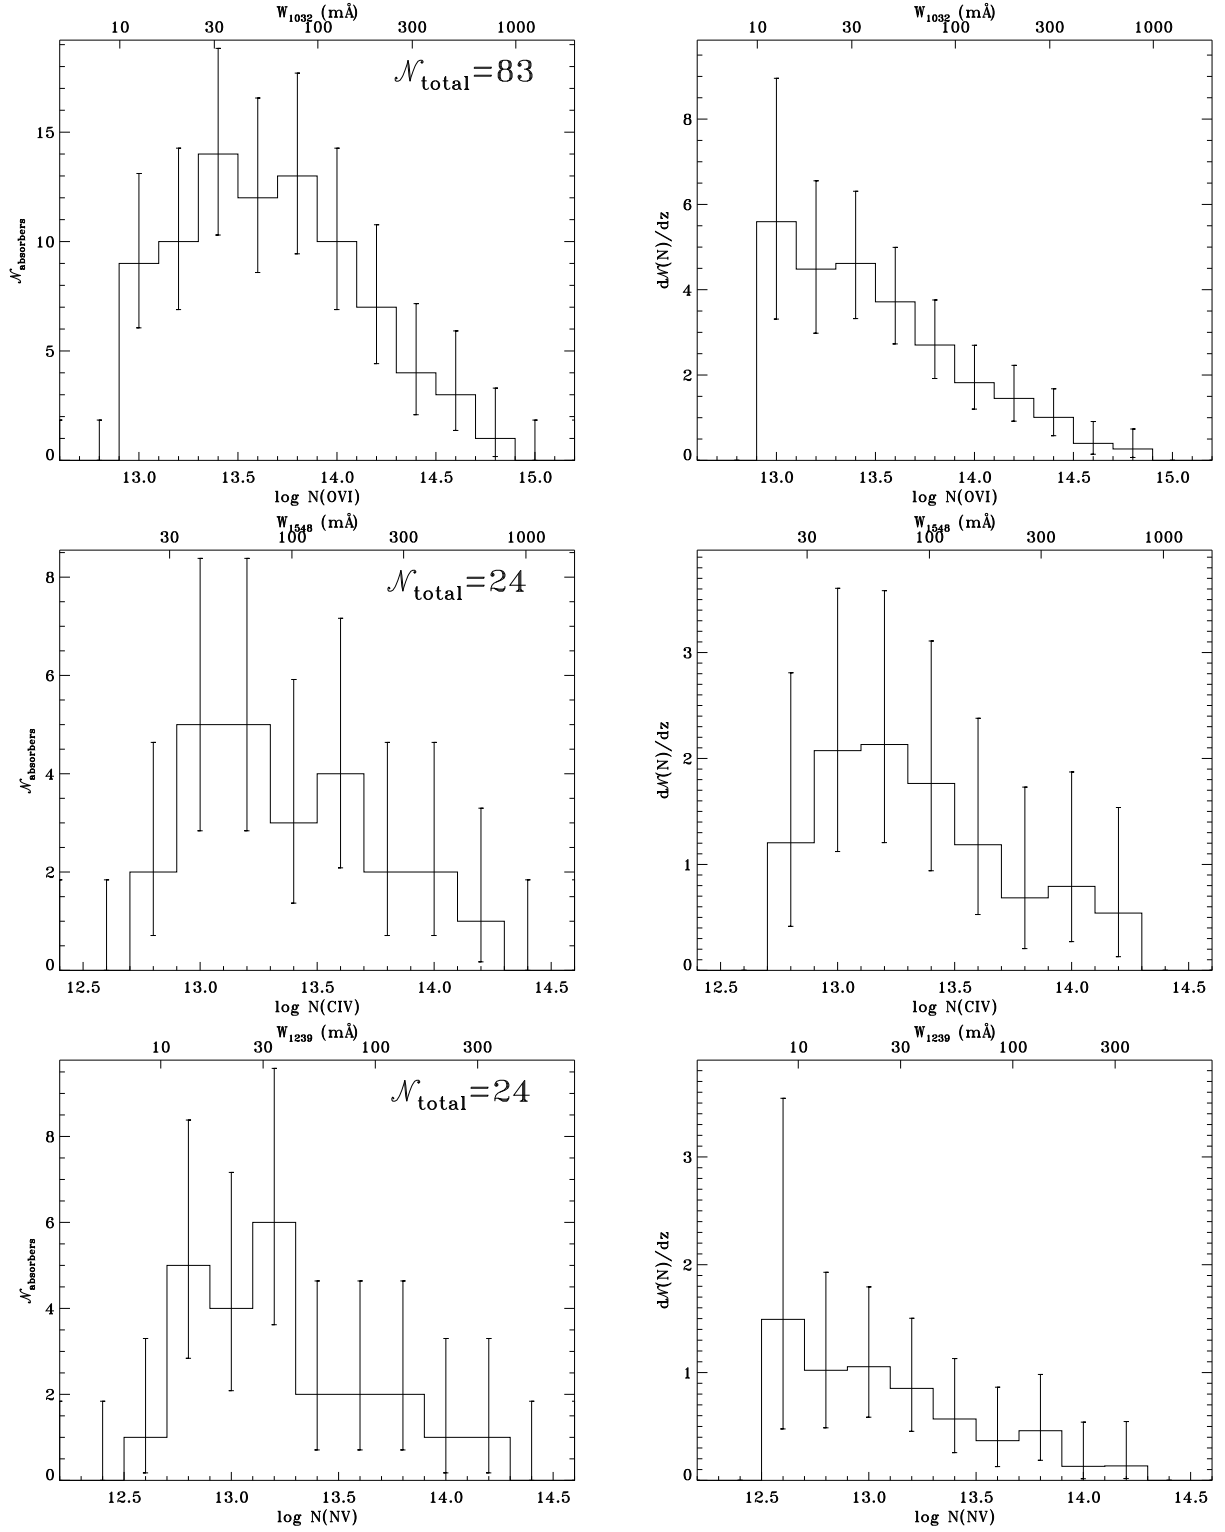 W1032 (mÅ)
10 30 100 300 1000
𝒩total=83
15
10
5
0
𝒩absorbers
13.0 13.5 14.0 14.5 15.0
log N(OVI)
W1032 (mÅ)
10 30 100 300 1000
8
6
4
2
0
d𝒩(N)/dz
13.0 13.5 14.0 14.5 15.0
log N(OVI)
W1548 (mÅ)
30 100 300 1000
𝒩total=24
8
6
4
2
0
𝒩absorbers
12.5 13.0 13.5 14.0 14.5
log N(CIV)
W1548 (mÅ)
30 100 300 1000
3
2
1
0
d𝒩(N)/dz
12.5 13.0 13.5 14.0 14.5
log N(CIV)
W1239 (mÅ)
10 30 100 300
𝒩total=24
8
6
4
2
0
𝒩absorbers
12.5 13.0 13.5 14.0 14.5
log N(NV)
W1239 (mÅ)
10 30 100 300
3
2
1
0
d𝒩(N)/dz
12.5 13.0 13.5 14.0 14.5
log N(NV)